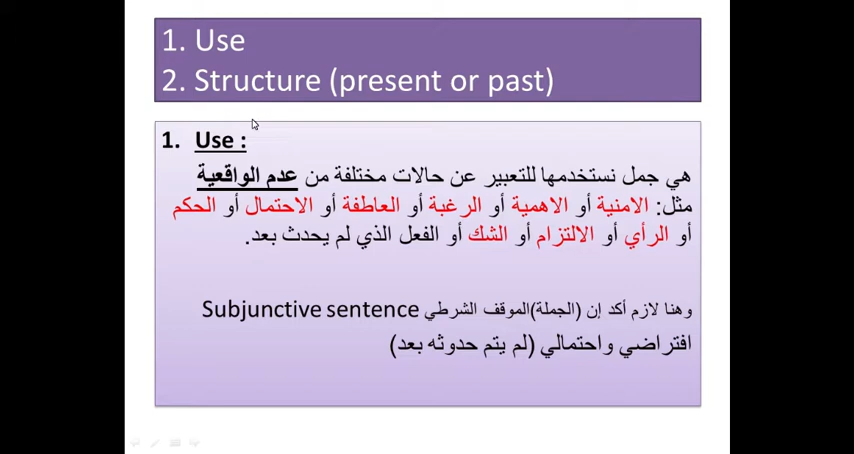 1. Use
2. Structure (present or past)
1. Use :
هي جمل نستخدمها للتعبير عن حالات مختلفة من عدم الواقعية
مثل: الامنية أو الاهمية أو الرغبة أو العاطفة أو الاحتمال أو الحكم
أو الرأي أو الالتزام أو الشك أو الفعل الذي لم يحدث بعد.
وهنا لازم أكد إن (الجملة)الموقف الشرطي Subjunctive sentence
افتراضي واحتمالي (لم يتم حدوثه بعد)